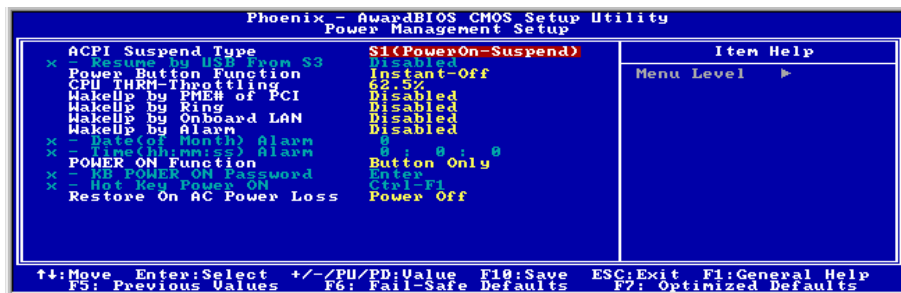 Phoenix - AwardBIOS CMOS Setup Utility
Power Management Setup
ACPI Suspend Type S1(PowerOn-Suspend)
x - Resume by USB From S3 Disabled
Power Button Function Instant-Off
CPU THRM-Throttling 62.5%
WakeUp by PME# of PCI Disabled
WakeUp by Ring Disabled
WakeUp by Onboard LAN Disabled
WakeUp by Alarm Disabled
x - Date(of Month) Alarm 0
x - Time(hh:mm:ss) Alarm 0 : 0 : 0
POWER ON Function Button Only
x - KB POWER ON Password Enter
x - Hot Key Power ON Ctrl-F1
Restore On AC Power Loss Power Off
Item Help
Menu Level ►
↑↓:Move Enter:Select +/-/PU/PD:Value F10:Save ESC:Exit F1:General Help
F5: Previous Values F6: Fail-Safe Defaults F7: Optimized Defaults